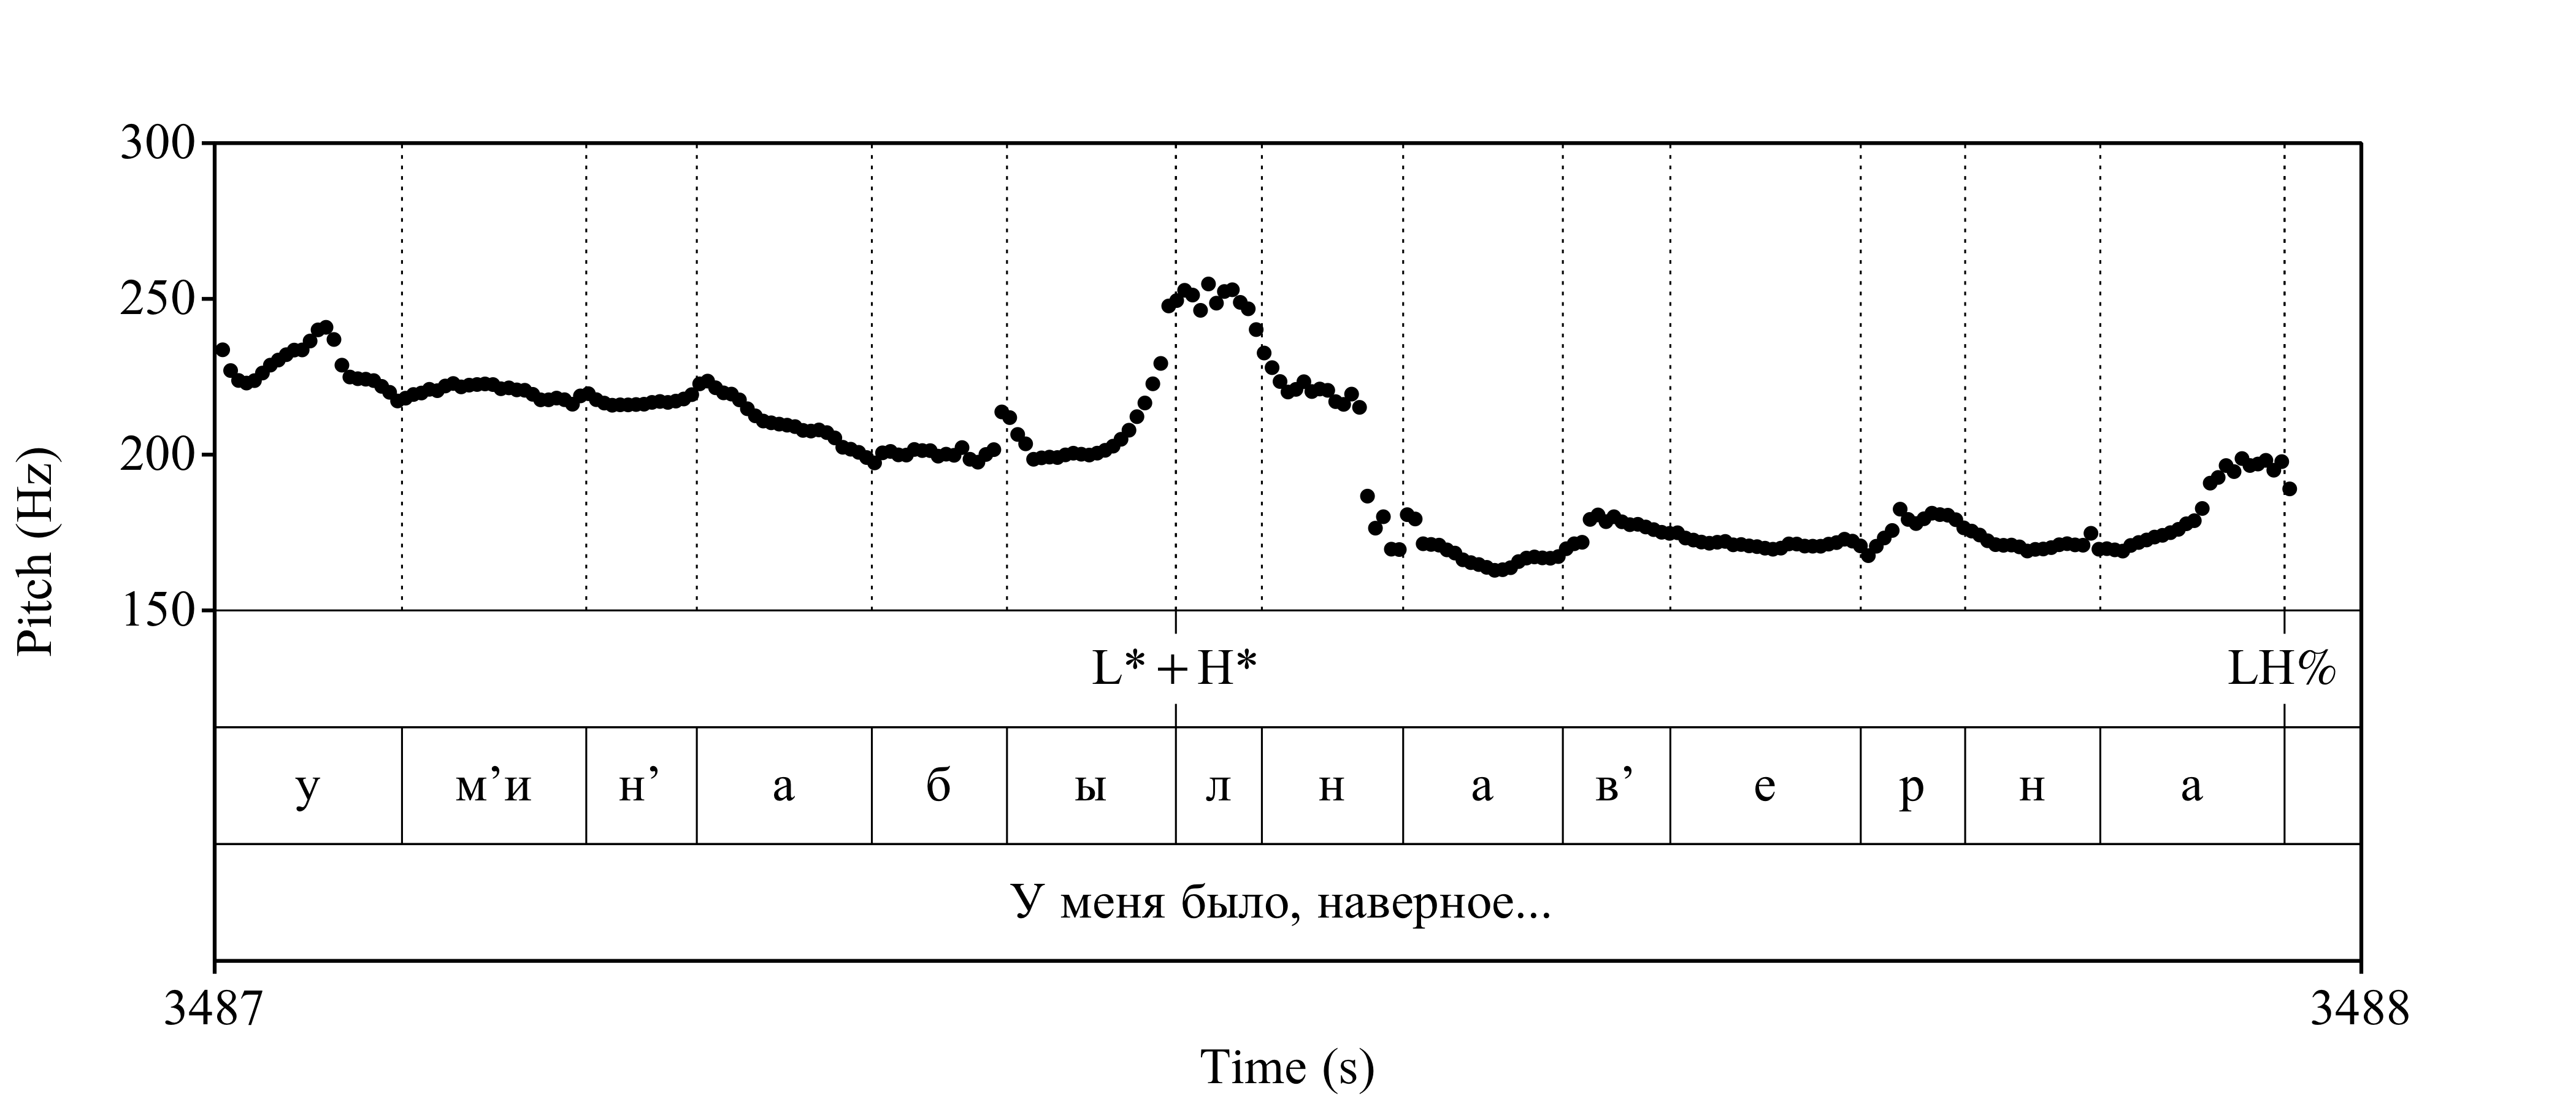 300
250
200
150
Pitch (Hz)
L* + H* LH%
у м’и н’ а б ы л н а в’ е р н а
У меня было, наверное...
3487 3488
Time (s)